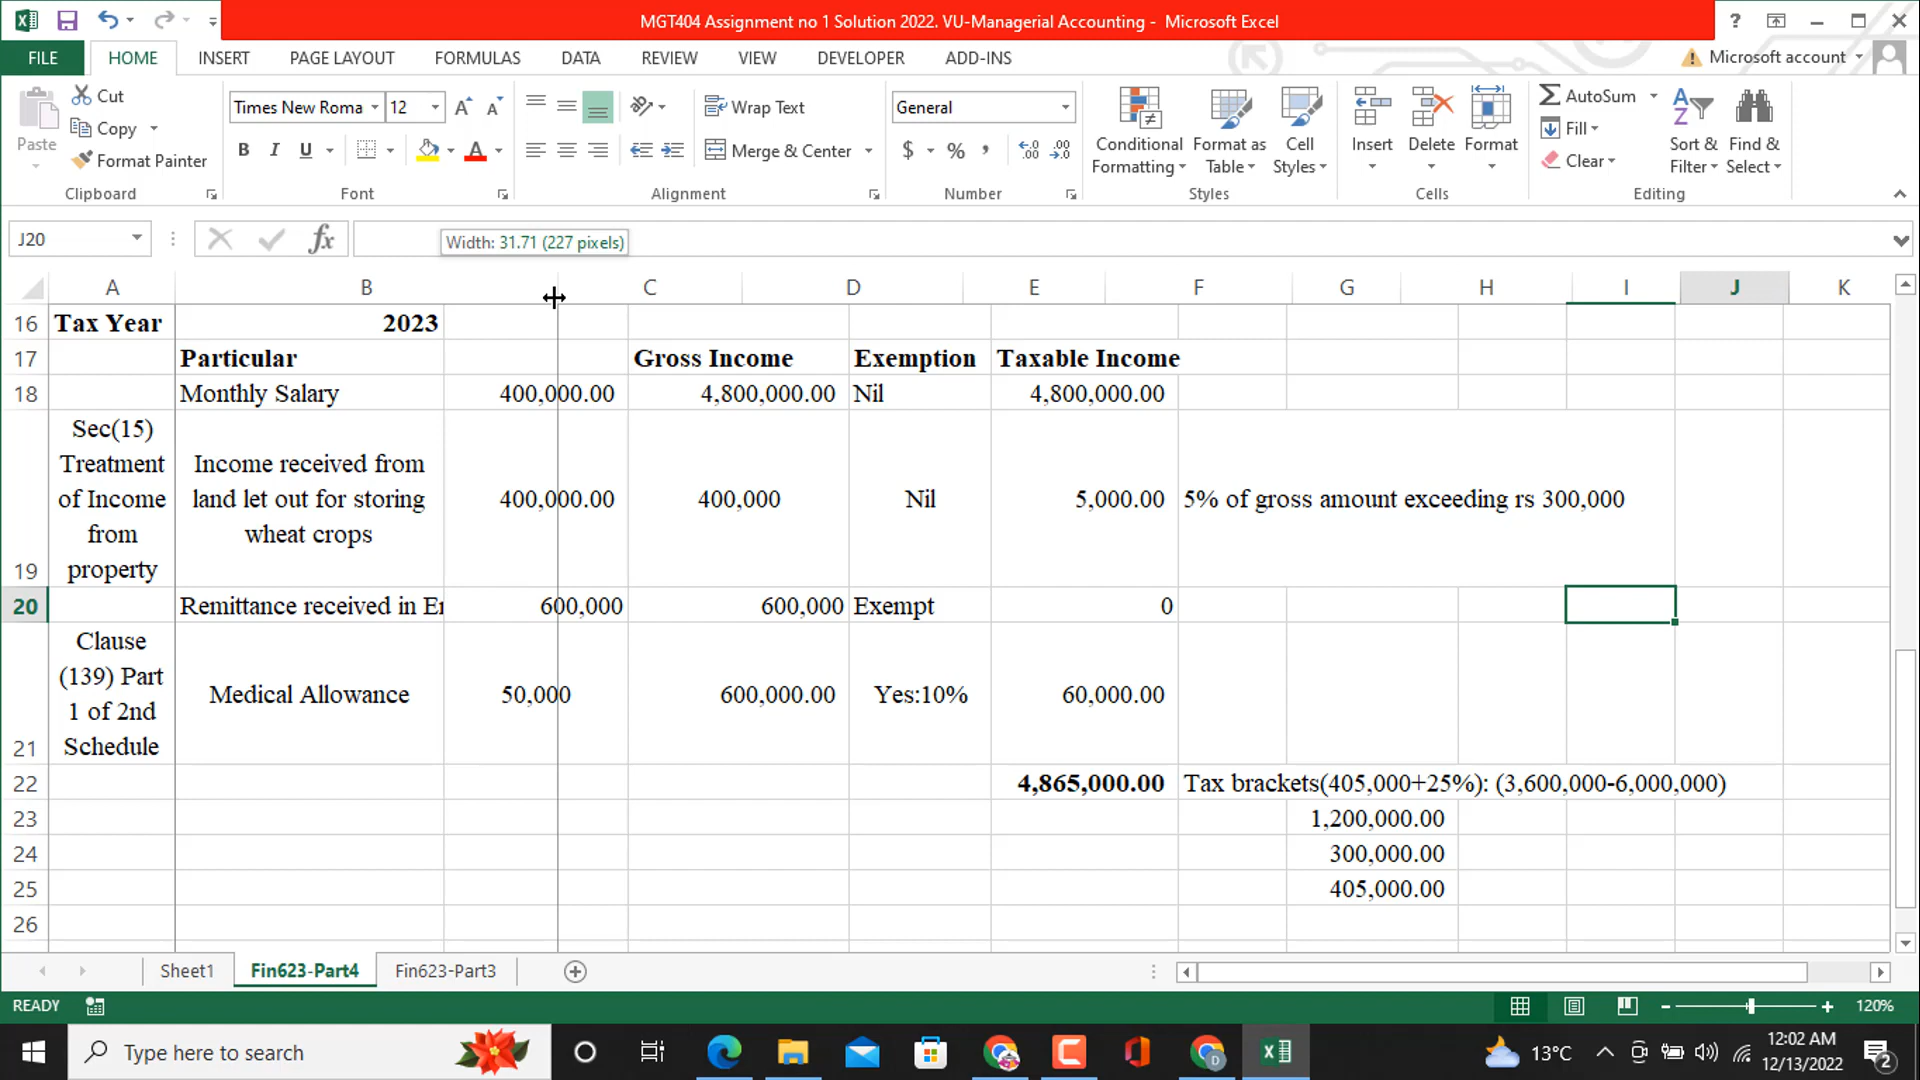 MGT404 Assignment no 1 Solution 2022. VU-Managerial Accounting - Microsoft Excel
?
FILE HOME INSERT PAGE LAYOUT FORMULAS DATA REVIEW VIEW DEVELOPER ADD-INS Microsoft account
Paste
Cut
Copy
Format Painter
Clipboard
Times New Roma 12
B I U A
Font
Wrap Text
Merge & Center
Alignment
General
$ % ,
Number
Conditional Formatting
Format as Table
Cell Styles
Styles
Insert Delete Format
Cells
AutoSum
Fill
Clear
Sort & Filter
Find & Select
Editing
J20 fx Width: 31.71 (227 pixels)
A B C D E F G H I J K
16 Tax Year 2023
17 Particular Gross Income Exemption Taxable Income
18 Monthly Salary 400,000.00 4,800,000.00 Nil 4,800,000.00
19 Sec(15) Treatment of Income from property Income received from land let out for storing wheat crops 400,000.00 400,000 Nil 5,000.00 5% of gross amount exceeding rs 300,000
20 Remittance received in Er 600,000 600,000 Exempt 0
21 Clause (139) Part 1 of 2nd Schedule Medical Allowance 50,000 600,000.00 Yes:10% 60,000.00
22 4,865,000.00 Tax brackets(405,000+25%): (3,600,000-6,000,000)
23 1,200,000.00
24 300,000.00
25 405,000.00
26
Sheet1 Fin623-Part4 Fin623-Part3
READY 120%
Type here to search 13°C 12:02 AM
12/13/2022 2